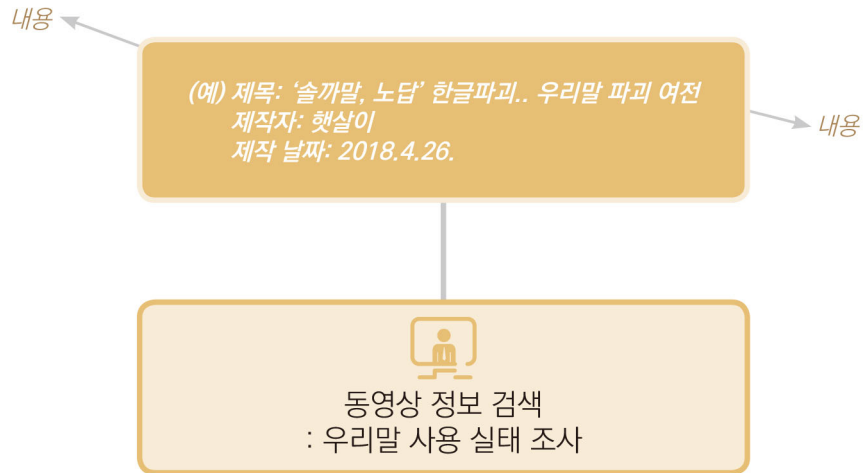 내용
(예) 제목: ‘솔까말, 노답’ 한글파괴.. 우리말 파괴 여전
제작자: 햇살이
제작 날짜: 2018.4.26.
내용
동영상 정보 검색
: 우리말 사용 실태 조사